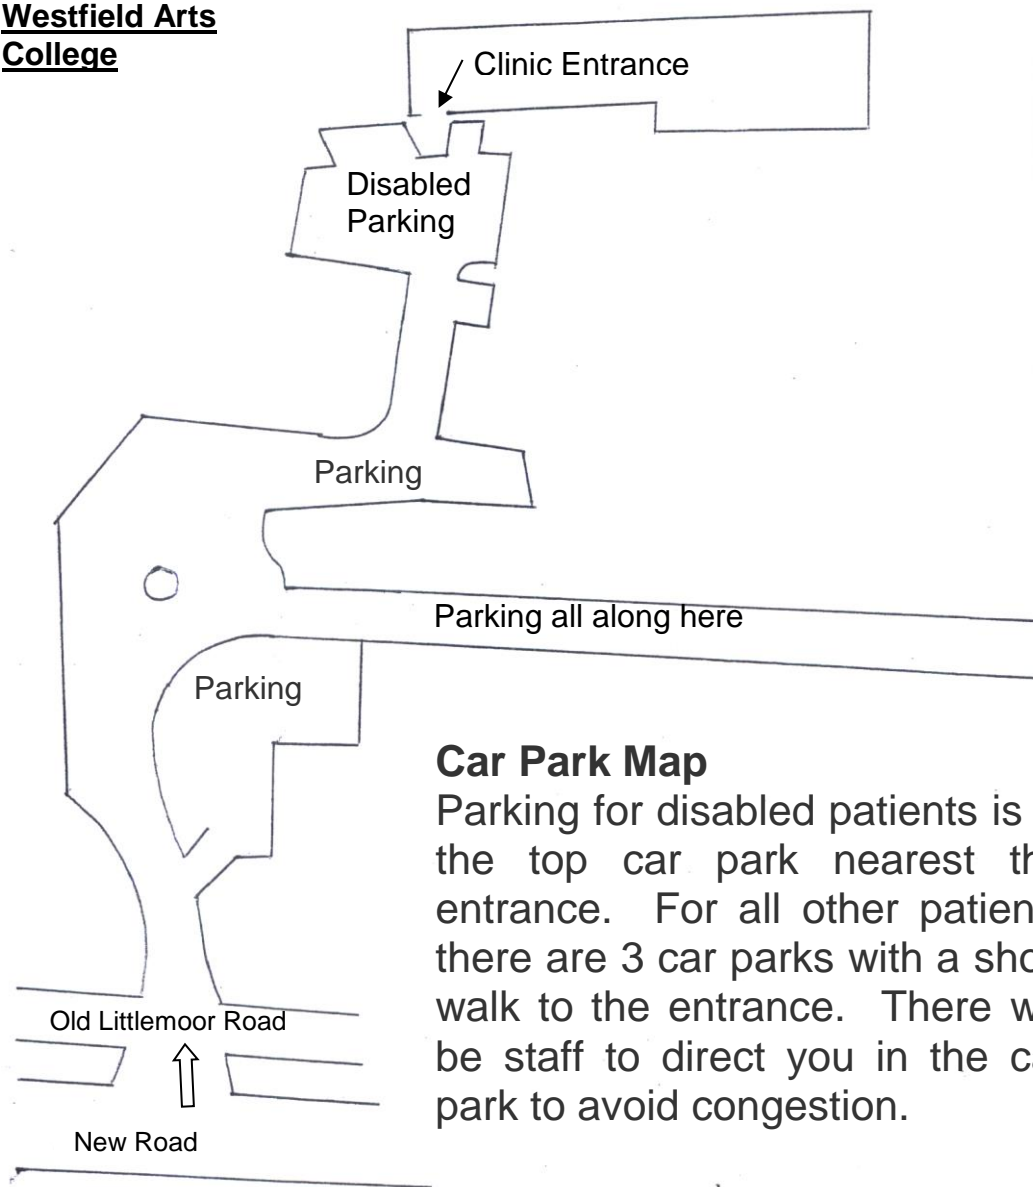 Westfield Arts
College
Clinic Entrance
Disabled
Parking
Parking
Parking all along here
Parking
Car Park Map
Parking for disabled patients is
the top car park nearest th
entrance. For all other patien
there are 3 car parks with a sho
walk to the entrance. There w
be staff to direct you in the ca
park to avoid congestion.
Old Littlemoor Road
New Road